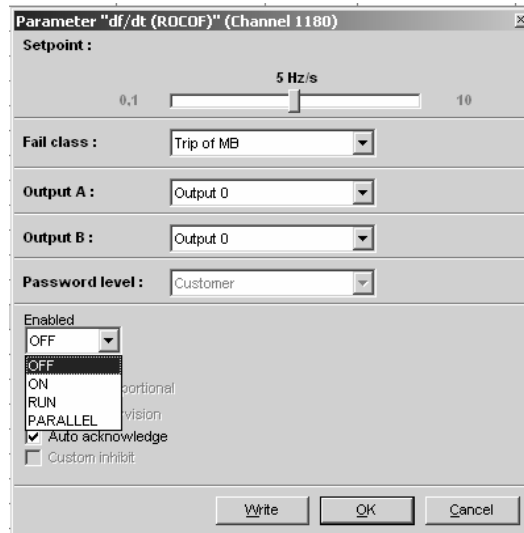 Parameter "df/dt (ROCOF)" (Channel 1180)
Setpoint :
5 Hz/s
0,1 10
Fail class : Trip of MB
Output A : Output 0
Output B : Output 0
Password level : Customer
Enabled
OFF
OFF
ON
RUN
PARALLEL
Auto acknowledge
Custom inhibit
Write OK Cancel